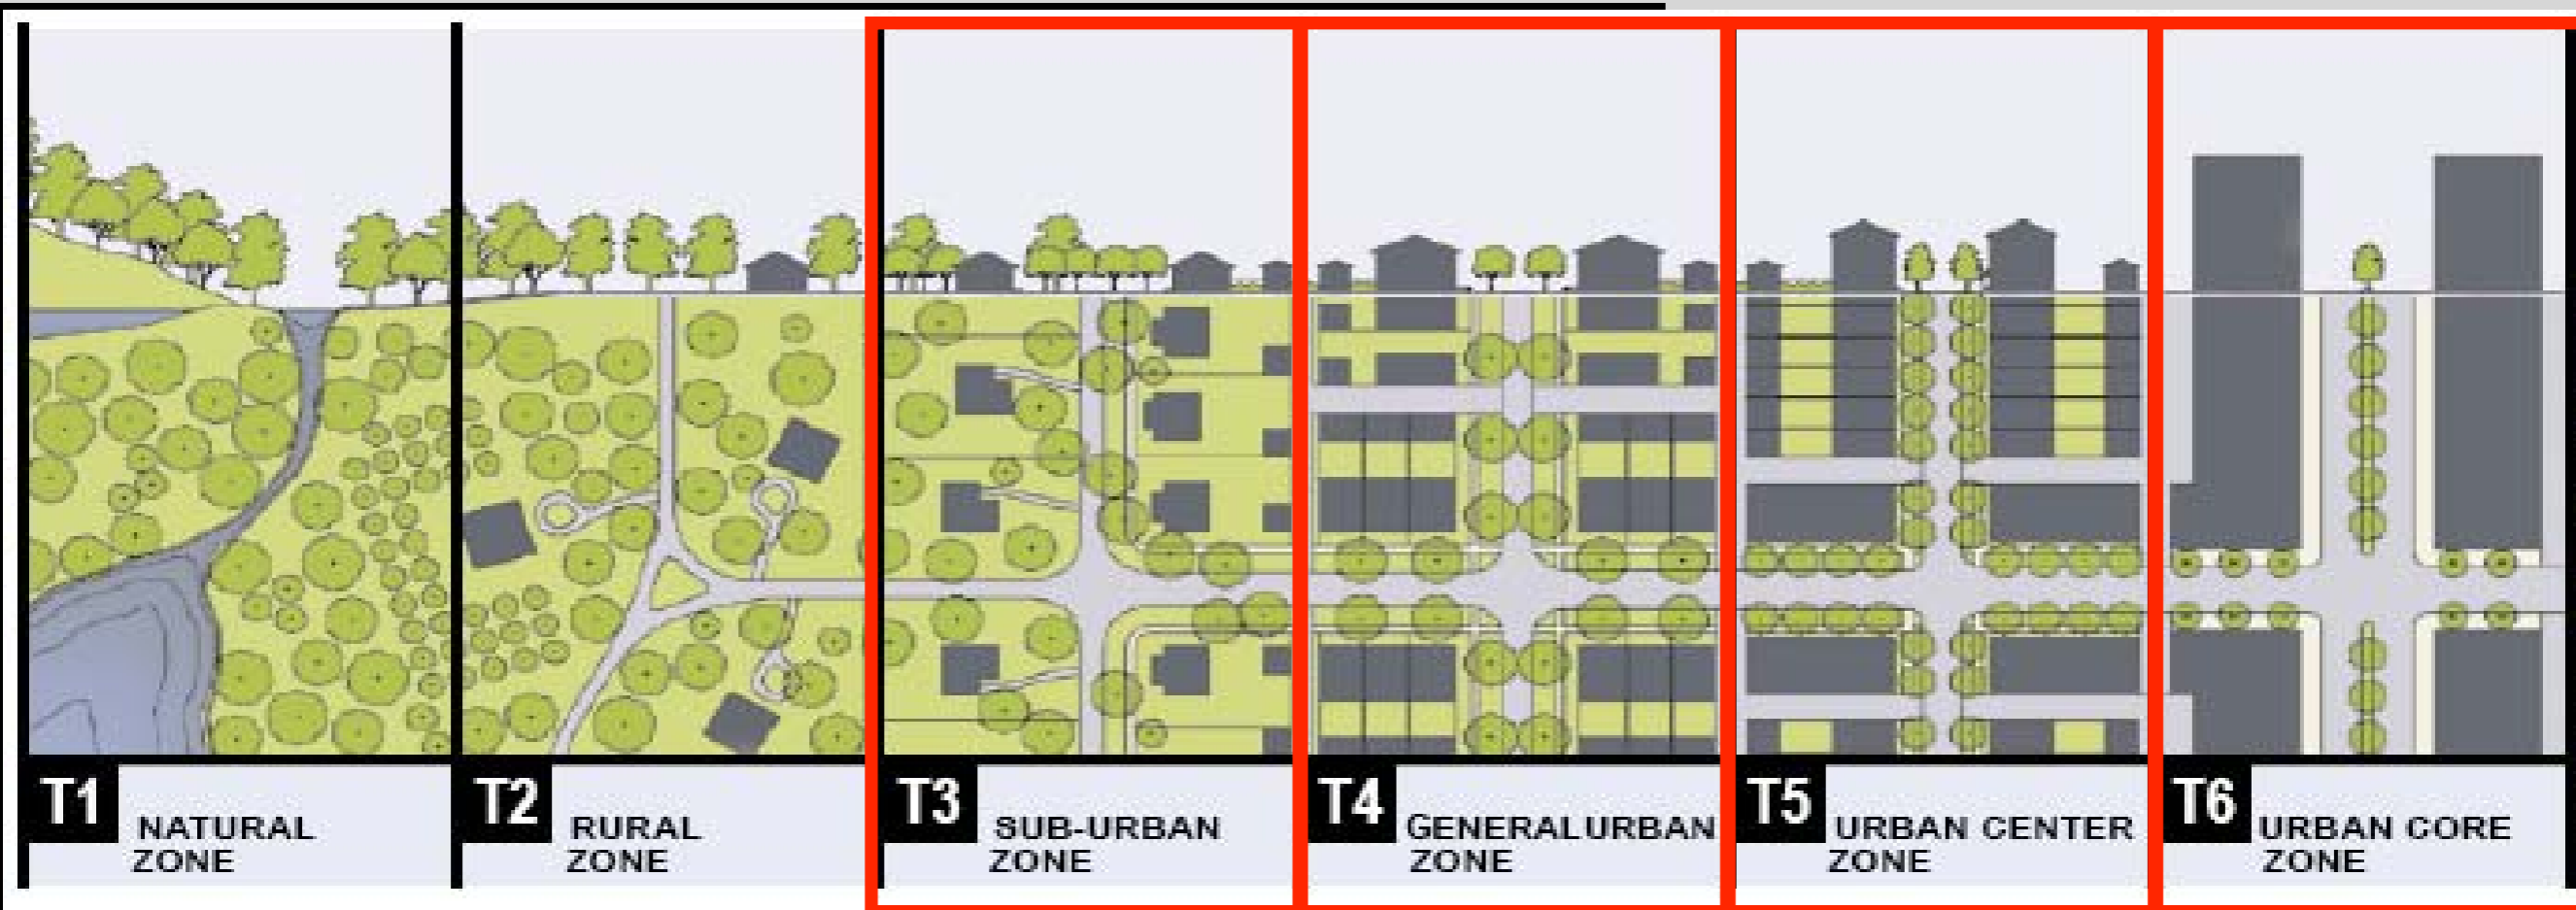 T1 NATURAL
ZONE
T2 RURAL
ZONE
T3 SUB-URBAN
ZONE
T4 GENERALURBAN
ZONE
T5 URBAN CENTER
ZONE
T6 URBAN CORE
ZONE